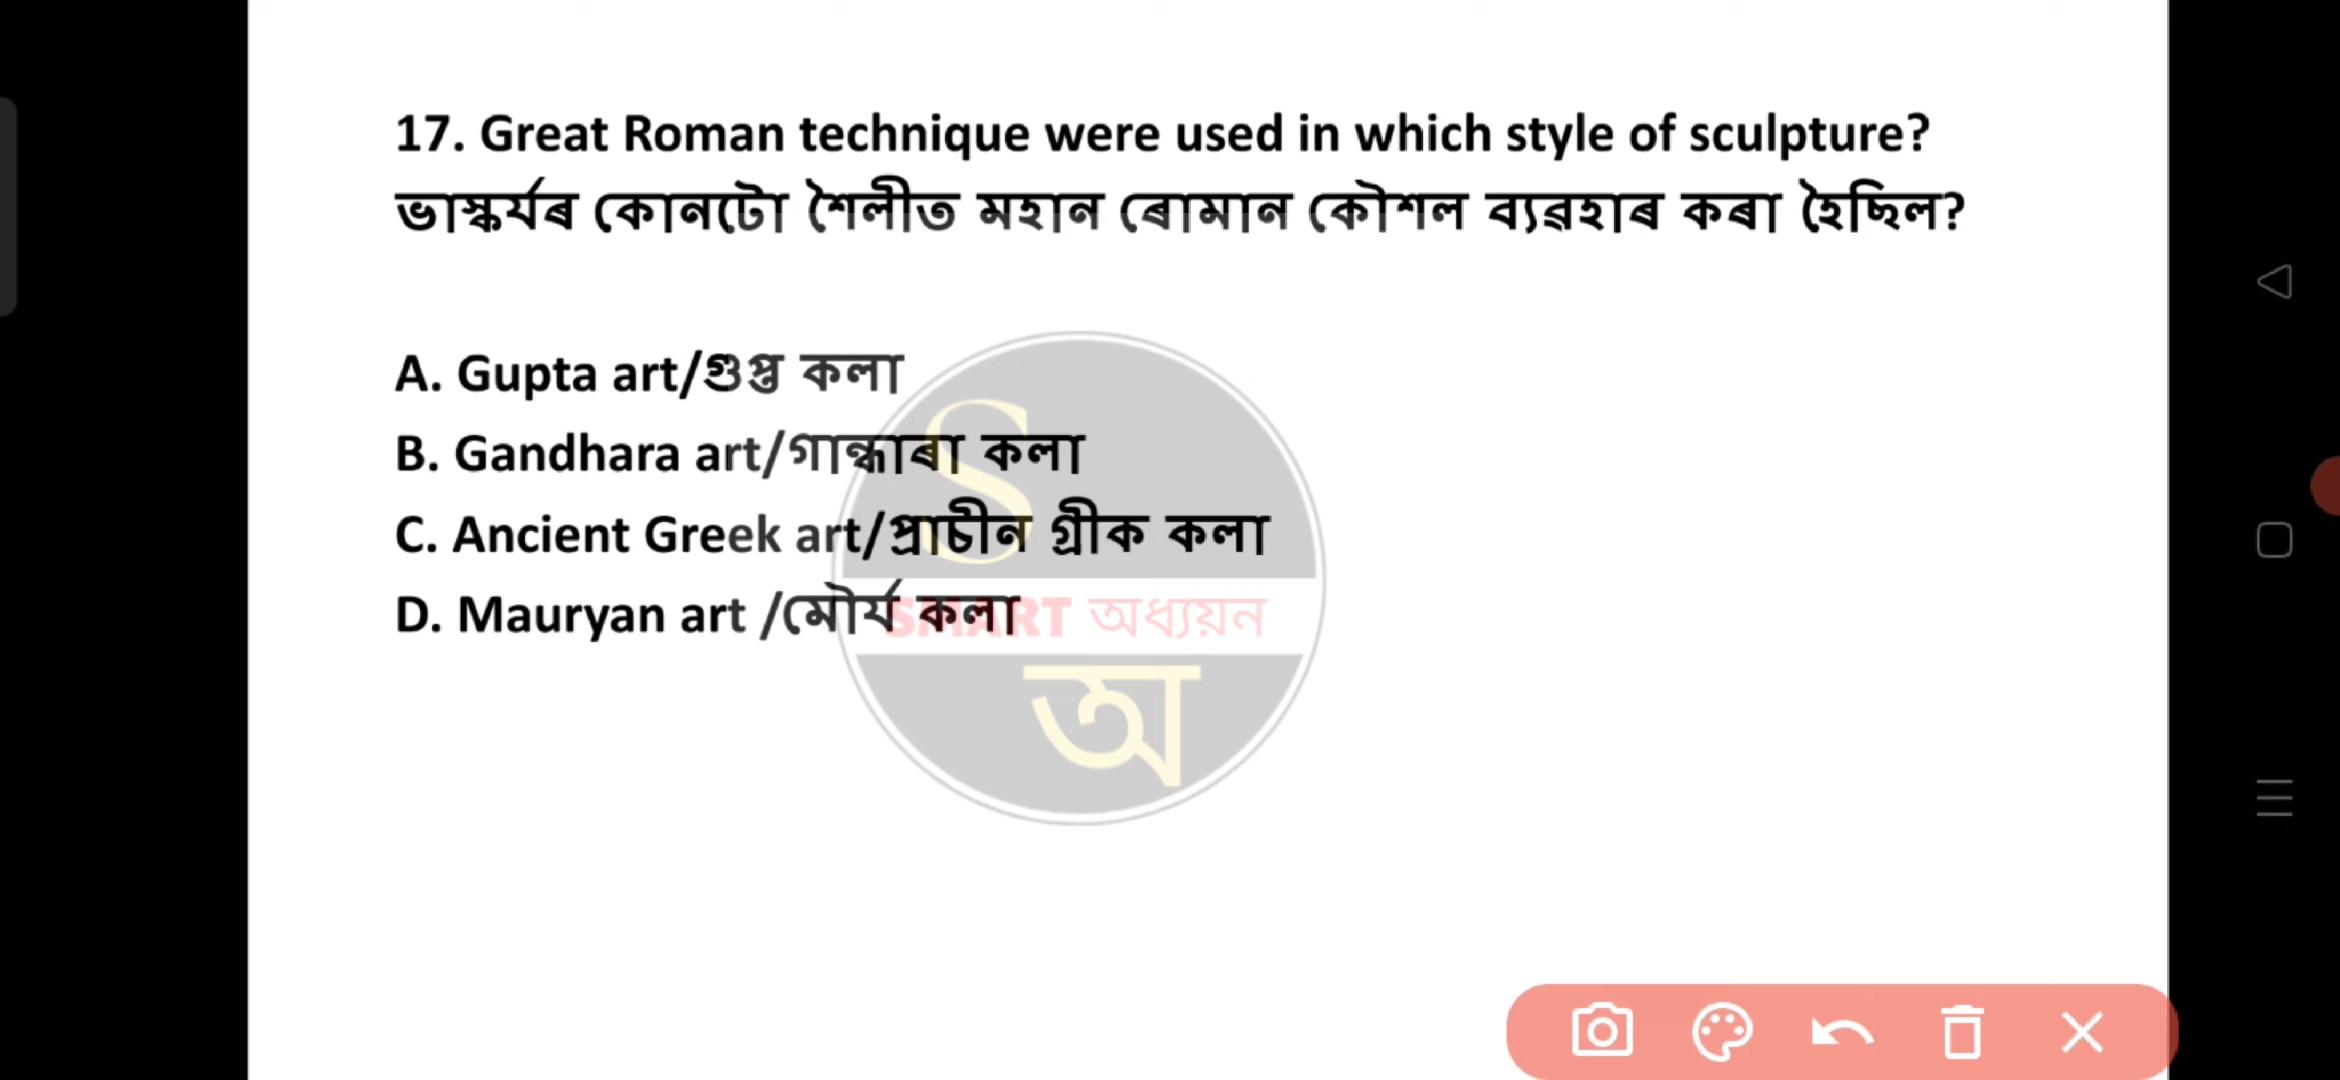 17. Great Roman technique were used in which style of sculpture?
ভাস্কৰ্যৰ কোনটো শৈলীত মহান ৰোমান কৌশল ব্যৱহাৰ কৰা হৈছিল?
A. Gupta art/গুপ্ত কলা
B. Gandhara art/গান্ধাৰা কলা
C. Ancient Greek art/প্ৰাচীন গ্ৰীক কলা
D. Mauryan art /মৌৰ্য কলা
S
SMART অধ্যয়ন
অ